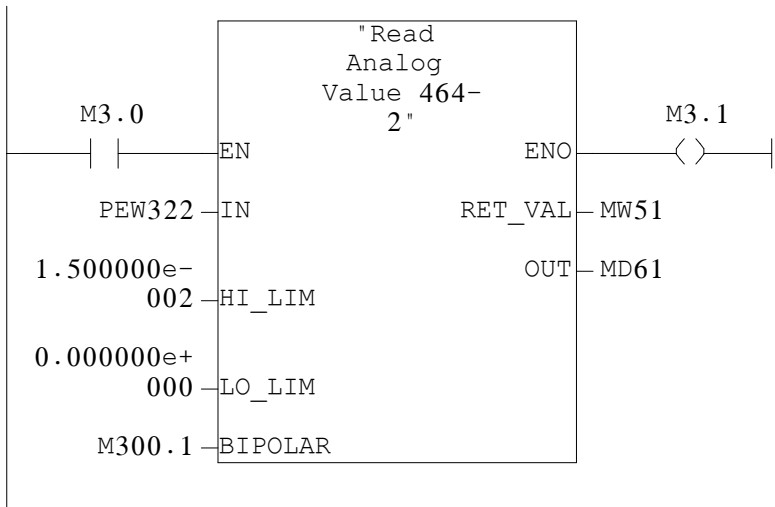 "Read
Analog
Value 464-
2"
M3.0
M3.1
EN
ENO
PEW322
IN
RET_VAL
MW51
1.500000e-
002
HI_LIM
OUT
MD61
0.000000e+
000
LO_LIM
M300.1
BIPOLAR